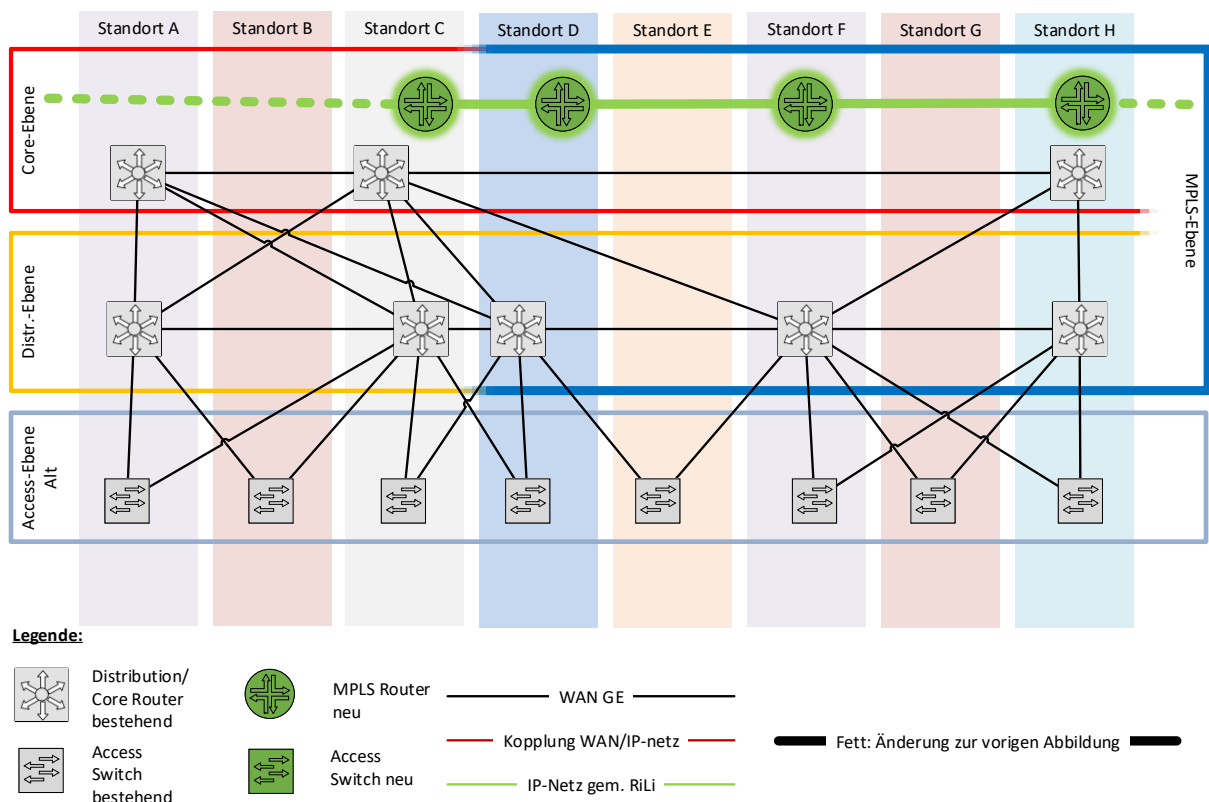 Standort A
Standort B
Standort C
Standort D
Standort E
Standort F
Standort G
Standort H
Core-Ebene
MPLS-Ebene
Distr.-Ebene
Access-Ebene
Alt
Legende:
Distribution/
Core Router
bestehend
MPLS Router
neu
WAN GE
Kopplung WAN/IP-netz
Fett: Änderung zur vorigen Abbildung
Access
Switch
bestehend
Access
Switch neu
IP-Netz gem. RiLi